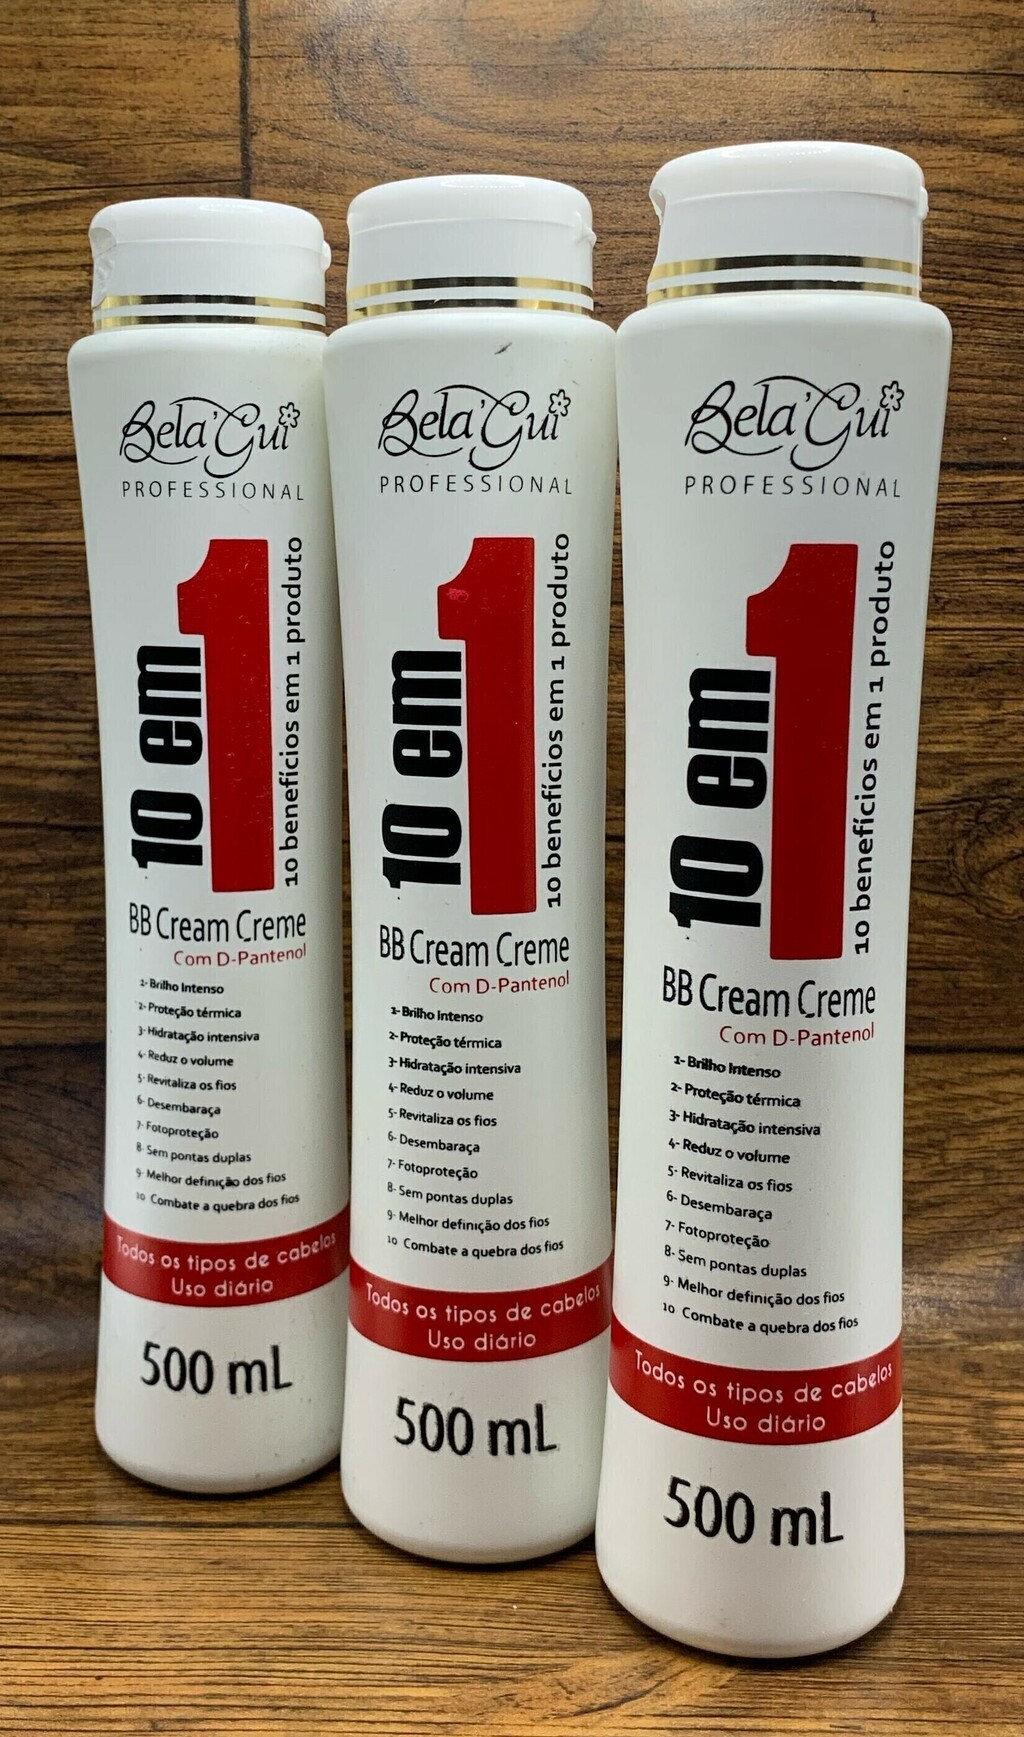 Bela'Gui
PROFESSIONAL
10 em 1
10 benefícios em 1 produto
BB Cream Creme
Com D-Pantenol
1- Brilho Intenso
2- Proteção térmica
3- Hidratação intensiva
4- Reduz o volume
5- Revitaliza os fios
6- Desembaraça
7- Fotoproteção
8- Sem pontas duplas
9- Melhor definição dos fios
10 Combate a quebra dos fios
Todos os tipos de cabelos
Uso diário
500 mL
Bela'Gui
PROFESSIONAL
10 em 1
10 benefícios em 1 produto
BB Cream Creme
Com D-Pantenol
1- Brilho Intenso
2- Proteção térmica
3- Hidratação intensiva
4- Reduz o volume
5- Revitaliza os fios
6- Desembaraça
7- Fotoproteção
8- Sem pontas duplas
9- Melhor definição dos fios
10 Combate a quebra dos fios
Todos os tipos de cabelos
Uso diário
500 mL
Bela'Gui
PROFESSIONAL
10 em 1
10 benefícios em 1 produto
BB Cream Creme
Com D-Pantenol
1- Brilho Intenso
2- Proteção térmica
3- Hidratação intensiva
4- Reduz o volume
5- Revitaliza os fios
6- Desembaraça
7- Fotoproteção
8- Sem pontas duplas
9- Melhor definição dos fios
10 Combate a quebra dos fios
Todos os tipos de cabelos
Uso diário
500 mL